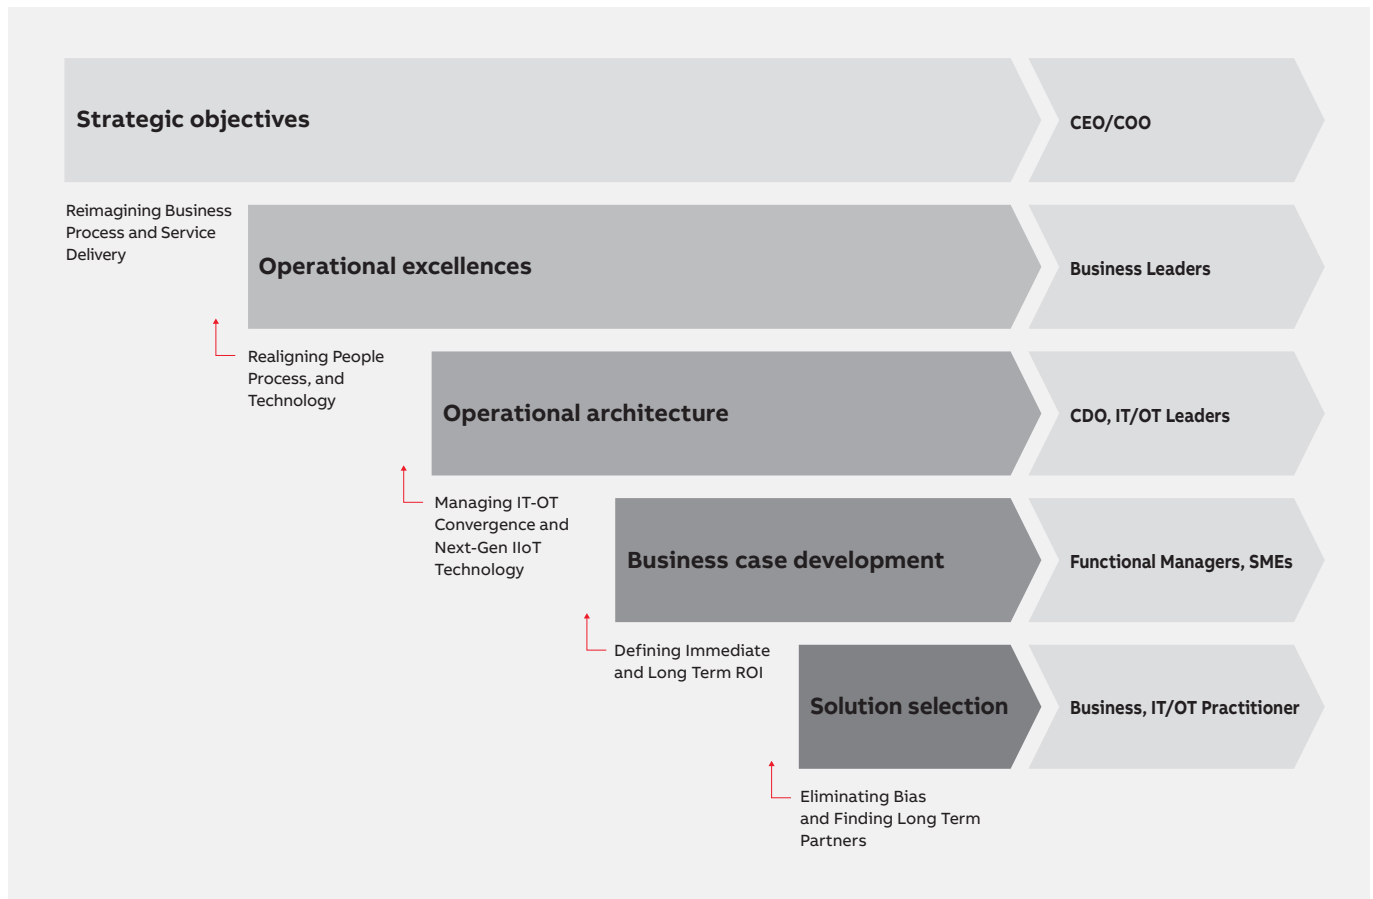 Strategic objectives
CEO/COO
Reimagining Business
Process and Service
Delivery
Operational excellences
Business Leaders
Realigning People
Process, and
Technology
Operational architecture
CDO, IT/OT Leaders
Managing IT-OT
Convergence and
Next-Gen IIoT
Technology
Business case development
Functional Managers, SMEs
Defining Immediate
and Long Term ROI
Solution selection
Business, IT/OT Practitioner
Eliminating Bias
and Finding Long Term
Partners